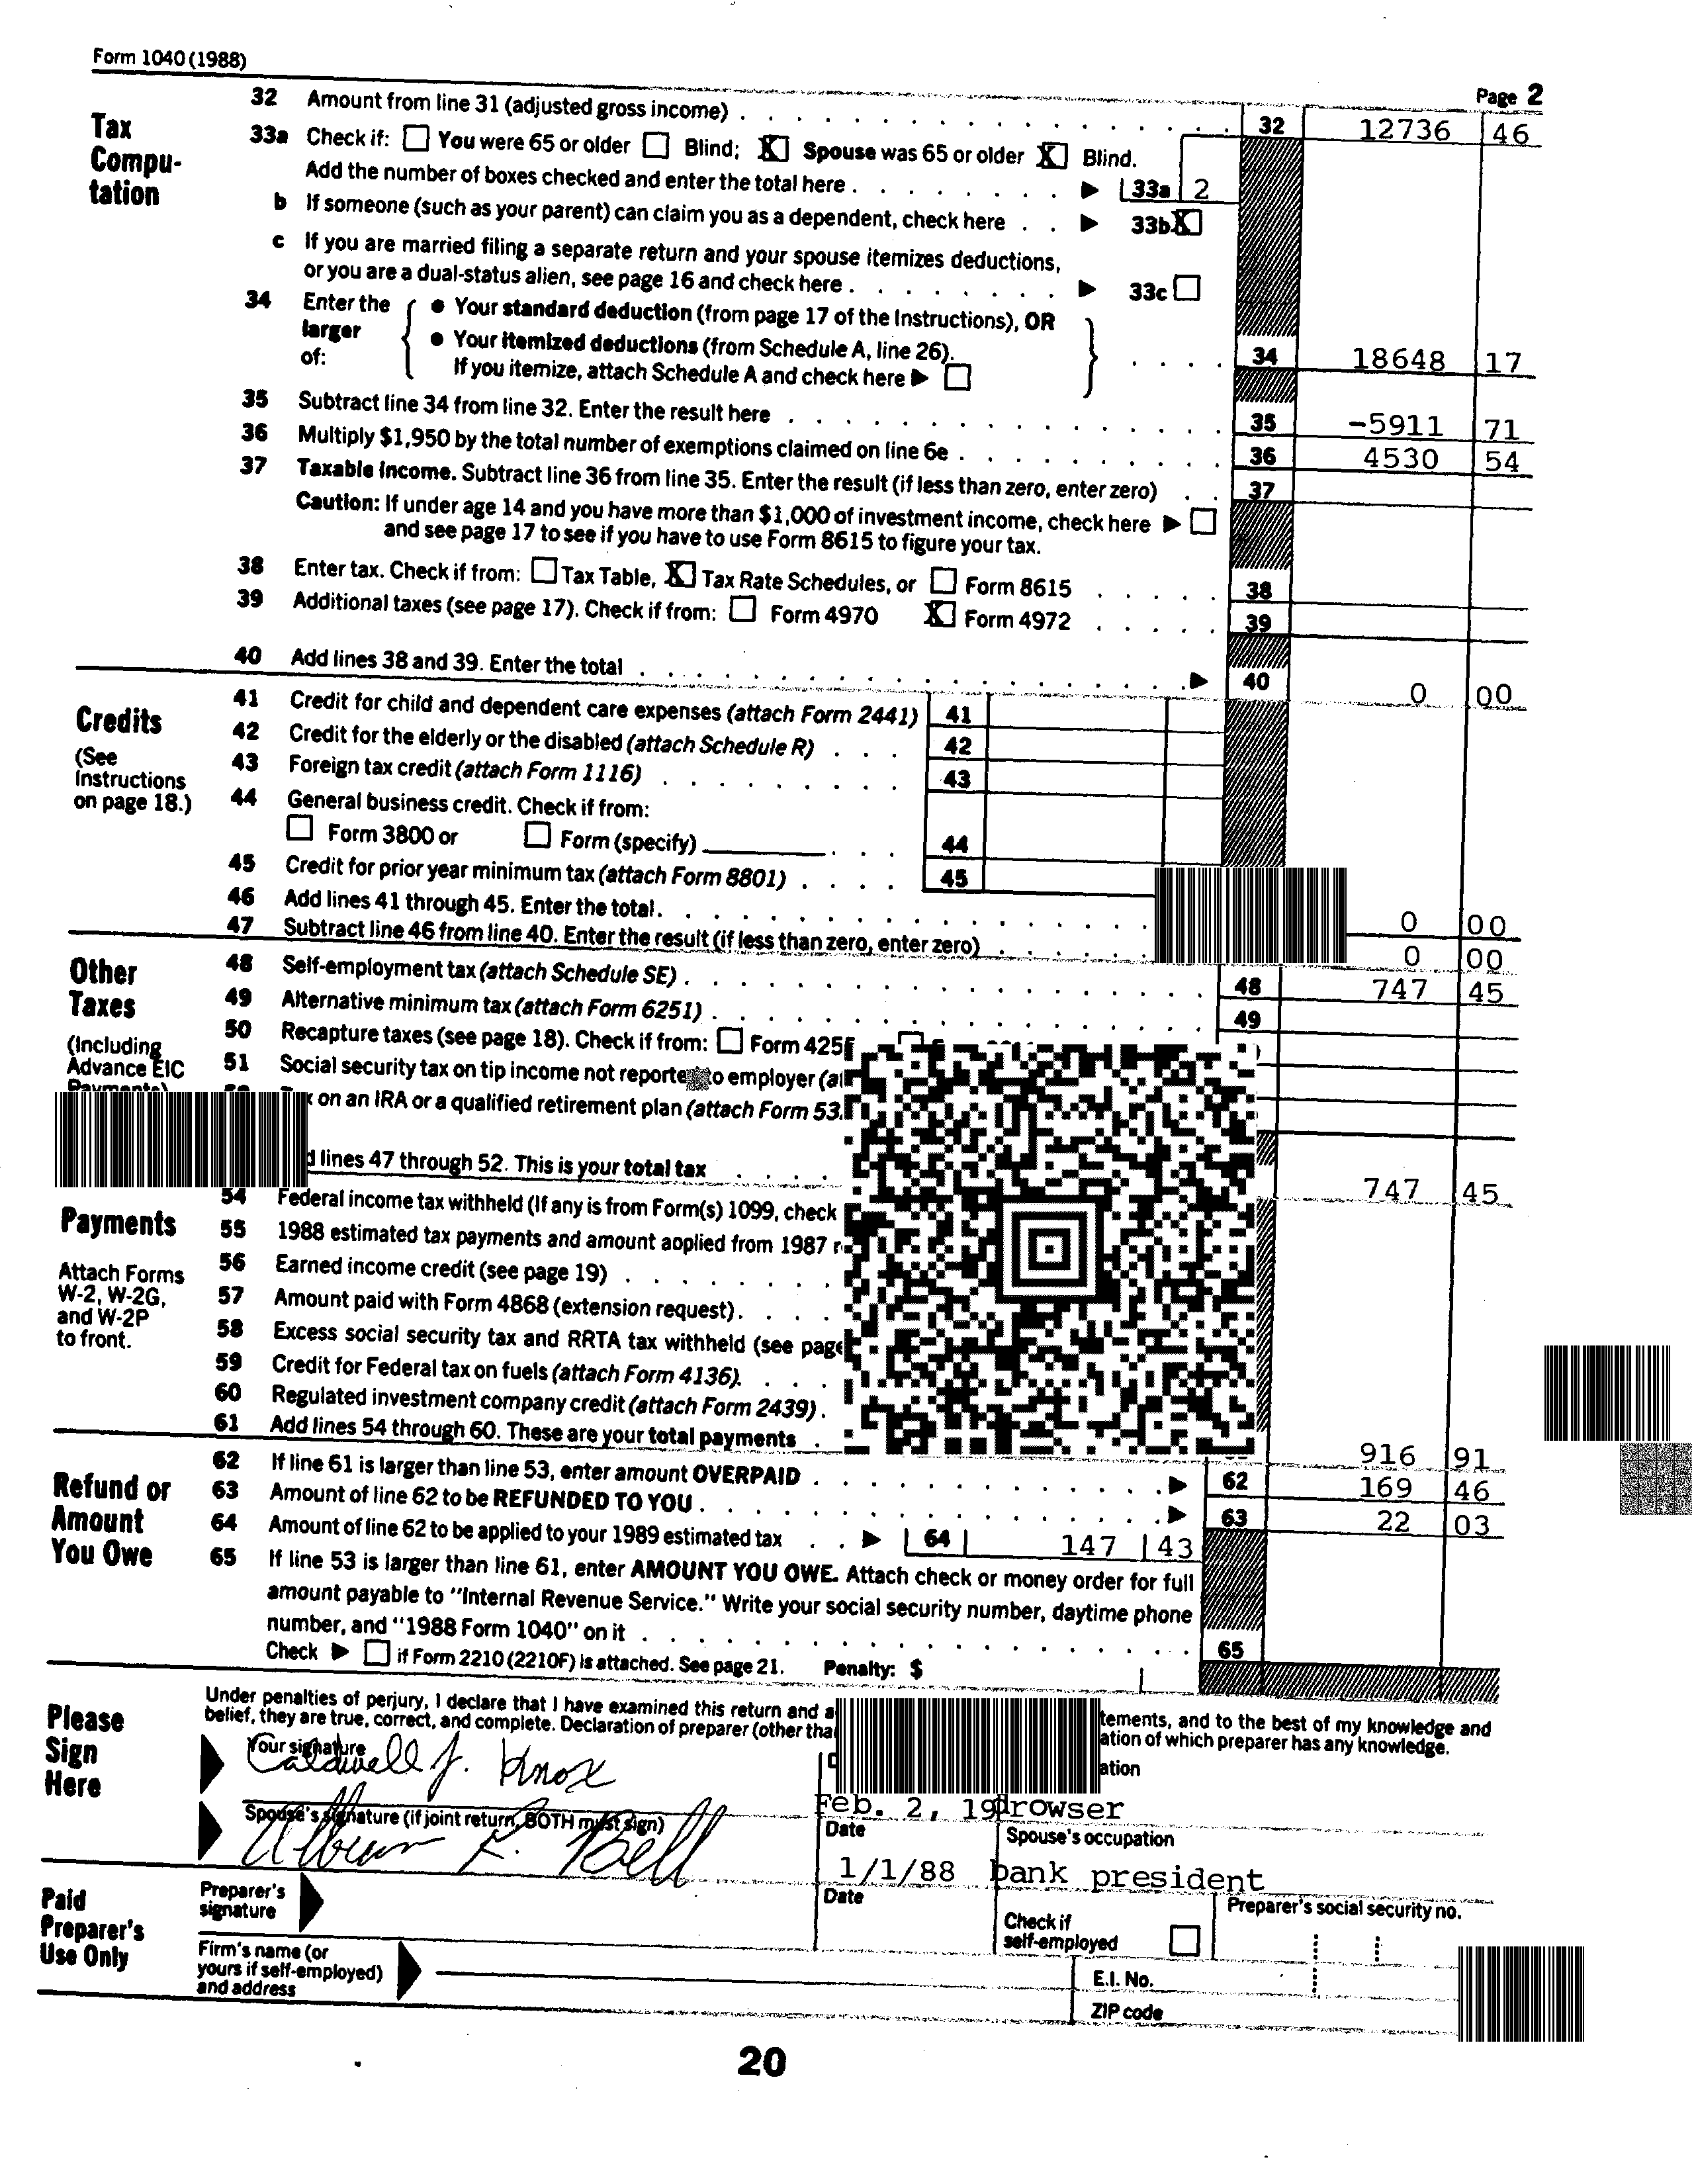 Form 1040 (1988)
Page 2
Tax Compu-tation
32 Amount from line 31 (adjusted gross income) . . . 32 12736 46
33a Check if: You were 65 or older Blind; X Spouse was 65 or older X Blind.
Add the number of boxes checked and enter the total here . . . 33a 2
b If someone (such as your parent) can claim you as a dependent, check here . . 33b X
c If you are married filing a separate return and your spouse itemizes deductions,
or you are a dual-status alien, see page 16 and check here . . . 33c
34 Enter the larger of:
• Your standard deduction (from page 17 of the Instructions), OR
• Your itemized deductions (from Schedule A, line 26).
If you itemize, attach Schedule A and check here
34 18648 17
35 Subtract line 34 from line 32. Enter the result here . . . 35 -5911 71
36 Multiply $1,950 by the total number of exemptions claimed on line 6e . . . 36 4530 54
37 Taxable income. Subtract line 36 from line 35. Enter the result (if less than zero, enter zero) . . 37
Caution: If under age 14 and you have more than $1,000 of investment income, check here
and see page 17 to see if you have to use Form 8615 to figure your tax.
38 Enter tax. Check if from: Tax Table, X Tax Rate Schedules, or Form 8615 . . . 38
39 Additional taxes (see page 17). Check if from: Form 4970 X Form 4972 . . . 39
40 Add lines 38 and 39. Enter the total . . . 40 0 00
Credits
(See Instructions on page 18.)
41 Credit for child and dependent care expenses (attach Form 2441) 41
42 Credit for the elderly or the disabled (attach Schedule R) . . . 42
43 Foreign tax credit (attach Form 1116) . . . 43
44 General business credit. Check if from:
Form 3800 or Form (specify) . . . 44
45 Credit for prior year minimum tax (attach Form 8801) . . . . 45
46 Add lines 41 through 45. Enter the total. . . . 0 00
47 Subtract line 46 from line 40. Enter the result (if less than zero, enter zero) . . . 0 00
Other Taxes
(Including Advance EIC Payments)
48 Self-employment tax (attach Schedule SE) . . . 48 747 45
49 Alternative minimum tax (attach Form 6251) . . . 49
50 Recapture taxes (see page 18). Check if from: Form 425
51 Social security tax on tip income not reported to employer
on an IRA or a qualified retirement plan (attach Form 53
lines 47 through 52. This is your total tax . . . 747 45
Payments
Attach Forms W-2, W-2G, and W-2P to front.
54 Federal income tax withheld (If any is from Form(s) 1099, check
55 1988 estimated tax payments and amount applied from 1987
56 Earned income credit (see page 19) . . .
57 Amount paid with Form 4868 (extension request) . . .
58 Excess social security tax and RRTA tax withheld (see page
59 Credit for Federal tax on fuels (attach Form 4136). . . .
60 Regulated investment company credit (attach Form 2439) .
61 Add lines 54 through 60. These are your total payments . 916 91
Refund or Amount You Owe
62 If line 61 is larger than line 53, enter amount OVERPAID . . . 62 169 46
63 Amount of line 62 to be REFUNDED TO YOU . . . 63 22 03
64 Amount of line 62 to be applied to your 1989 estimated tax . . 64 147 43
65 If line 53 is larger than line 61, enter AMOUNT YOU OWE. Attach check or money order for full
amount payable to "Internal Revenue Service." Write your social security number, daytime phone
number, and "1988 Form 1040" on it . . . 65
Check if Form 2210 (2210F) is attached. See page 21. Penalty: $
Please Sign Here
Under penalties of perjury, I declare that I have examined this return and
tements, and to the best of my knowledge and
belief, they are true, correct, and complete. Declaration of preparer (other tha
ation of which preparer has any knowledge.
Your signature
Caldwell J. Knox
ation
Feb. 2, 19 drowser
Spouse's signature (if joint return, BOTH must sign)
Date
Spouse's occupation
K. Bell
1/1/88 bank president
Paid Preparer's Use Only
Preparer's signature
Date
Check if self-employed
Preparer's social security no.
Firm's name (or yours if self-employed) and address
E.I. No.
ZIP code
20